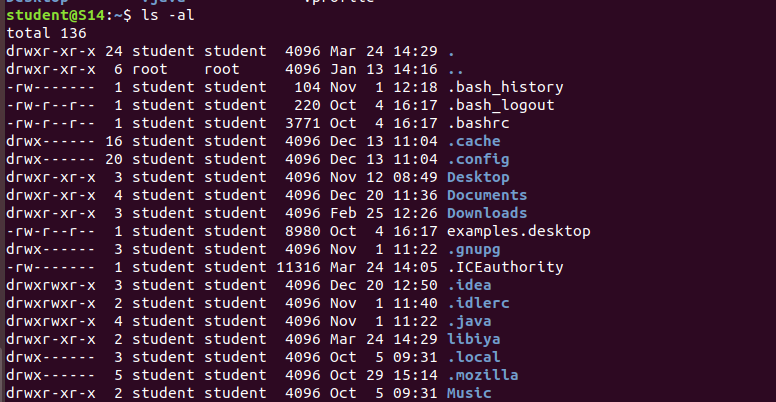 student@S14:~$ ls -al
total 136
drwxr-xr-x 24 student student  4096 Mar 24 14:29 .
drwxr-xr-x  6 root    root     4096 Jan 13 14:16 ..
-rw-------  1 student student   104 Nov  1 12:18 .bash_history
-rw-r--r--  1 student student   220 Oct  4 16:17 .bash_logout
-rw-r--r--  1 student student  3771 Oct  4 16:17 .bashrc
drwx------ 16 student student  4096 Dec 13 11:04 .cache
drwx------ 20 student student  4096 Dec 13 11:04 .config
drwxr-xr-x  3 student student  4096 Nov 12 08:49 Desktop
drwxr-xr-x  4 student student  4096 Dec 20 11:36 Documents
drwxr-xr-x  3 student student  4096 Feb 25 12:26 Downloads
-rw-r--r--  1 student student  8980 Oct  4 16:17 examples.desktop
drwx------  3 student student  4096 Nov  1 11:22 .gnupg
-rw-------  1 student student 11316 Mar 24 14:05 .ICEauthority
drwxrwxr-x  3 student student  4096 Dec 20 12:50 .idea
drwxrwxr-x  2 student student  4096 Nov  1 11:40 .idlerc
drwxrwxr-x  4 student student  4096 Nov  1 11:22 .java
drwxr-xr-x  2 student student  4096 Mar 24 14:29 libiya
drwx------  3 student student  4096 Oct  5 09:31 .local
drwx------  5 student student  4096 Oct 29 15:14 .mozilla
drwxr-xr-x  2 student student  4096 Oct  5 09:31 Music